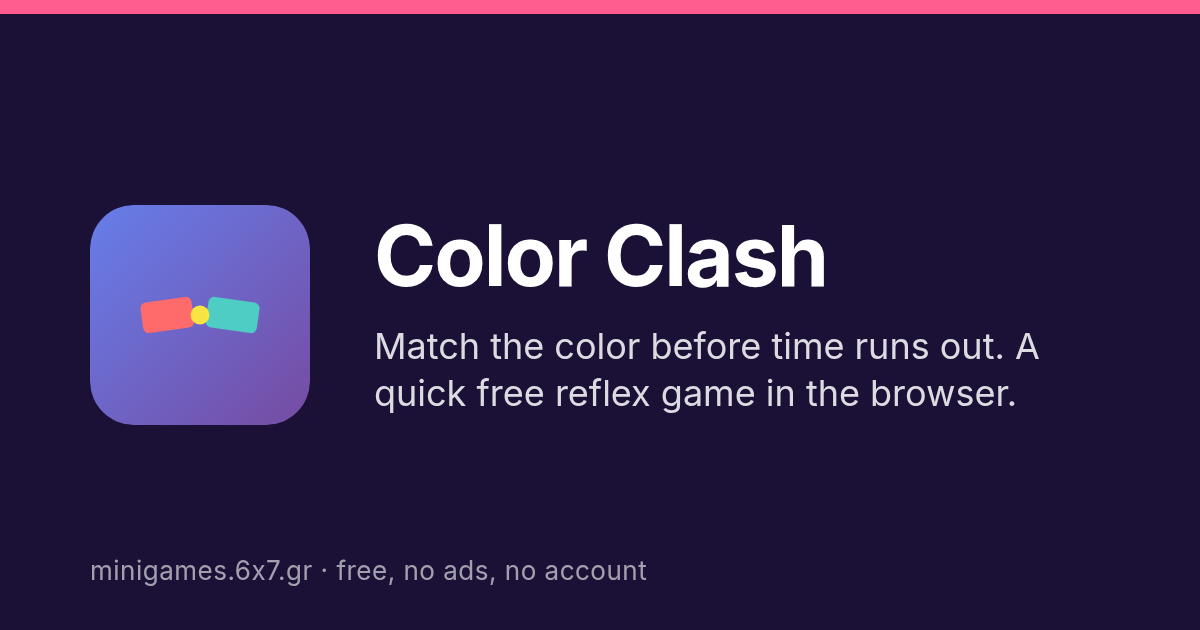 Color Clash
Match the color before time runs out. A
quick free reflex game in the browser.
minigames.6x7.gr · free, no ads, no account